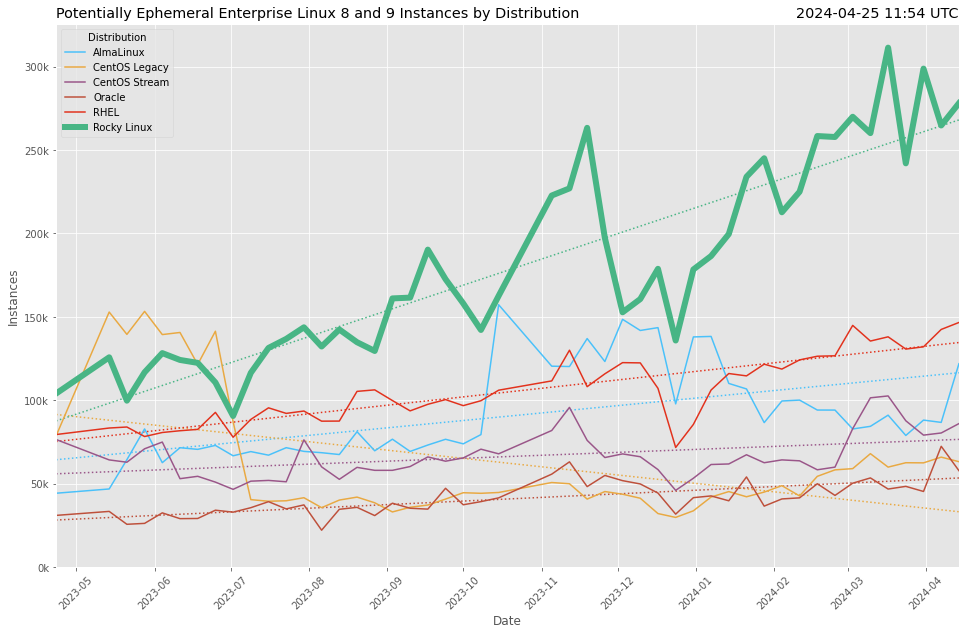 Potentially Ephemeral Enterprise Linux 8 and 9 Instances by Distribution 2024-04-25 11:54 UTC
Distribution
AlmaLinux
CentOS Legacy
CentOS Stream
Oracle
RHEL
Rocky Linux
Instances
300k
250k
200k
150k
100k
50k
0k
2023-05 2023-06 2023-07 2023-08 2023-09 2023-10 2023-11 2023-12 2024-01 2024-02 2024-03 2024-04
Date